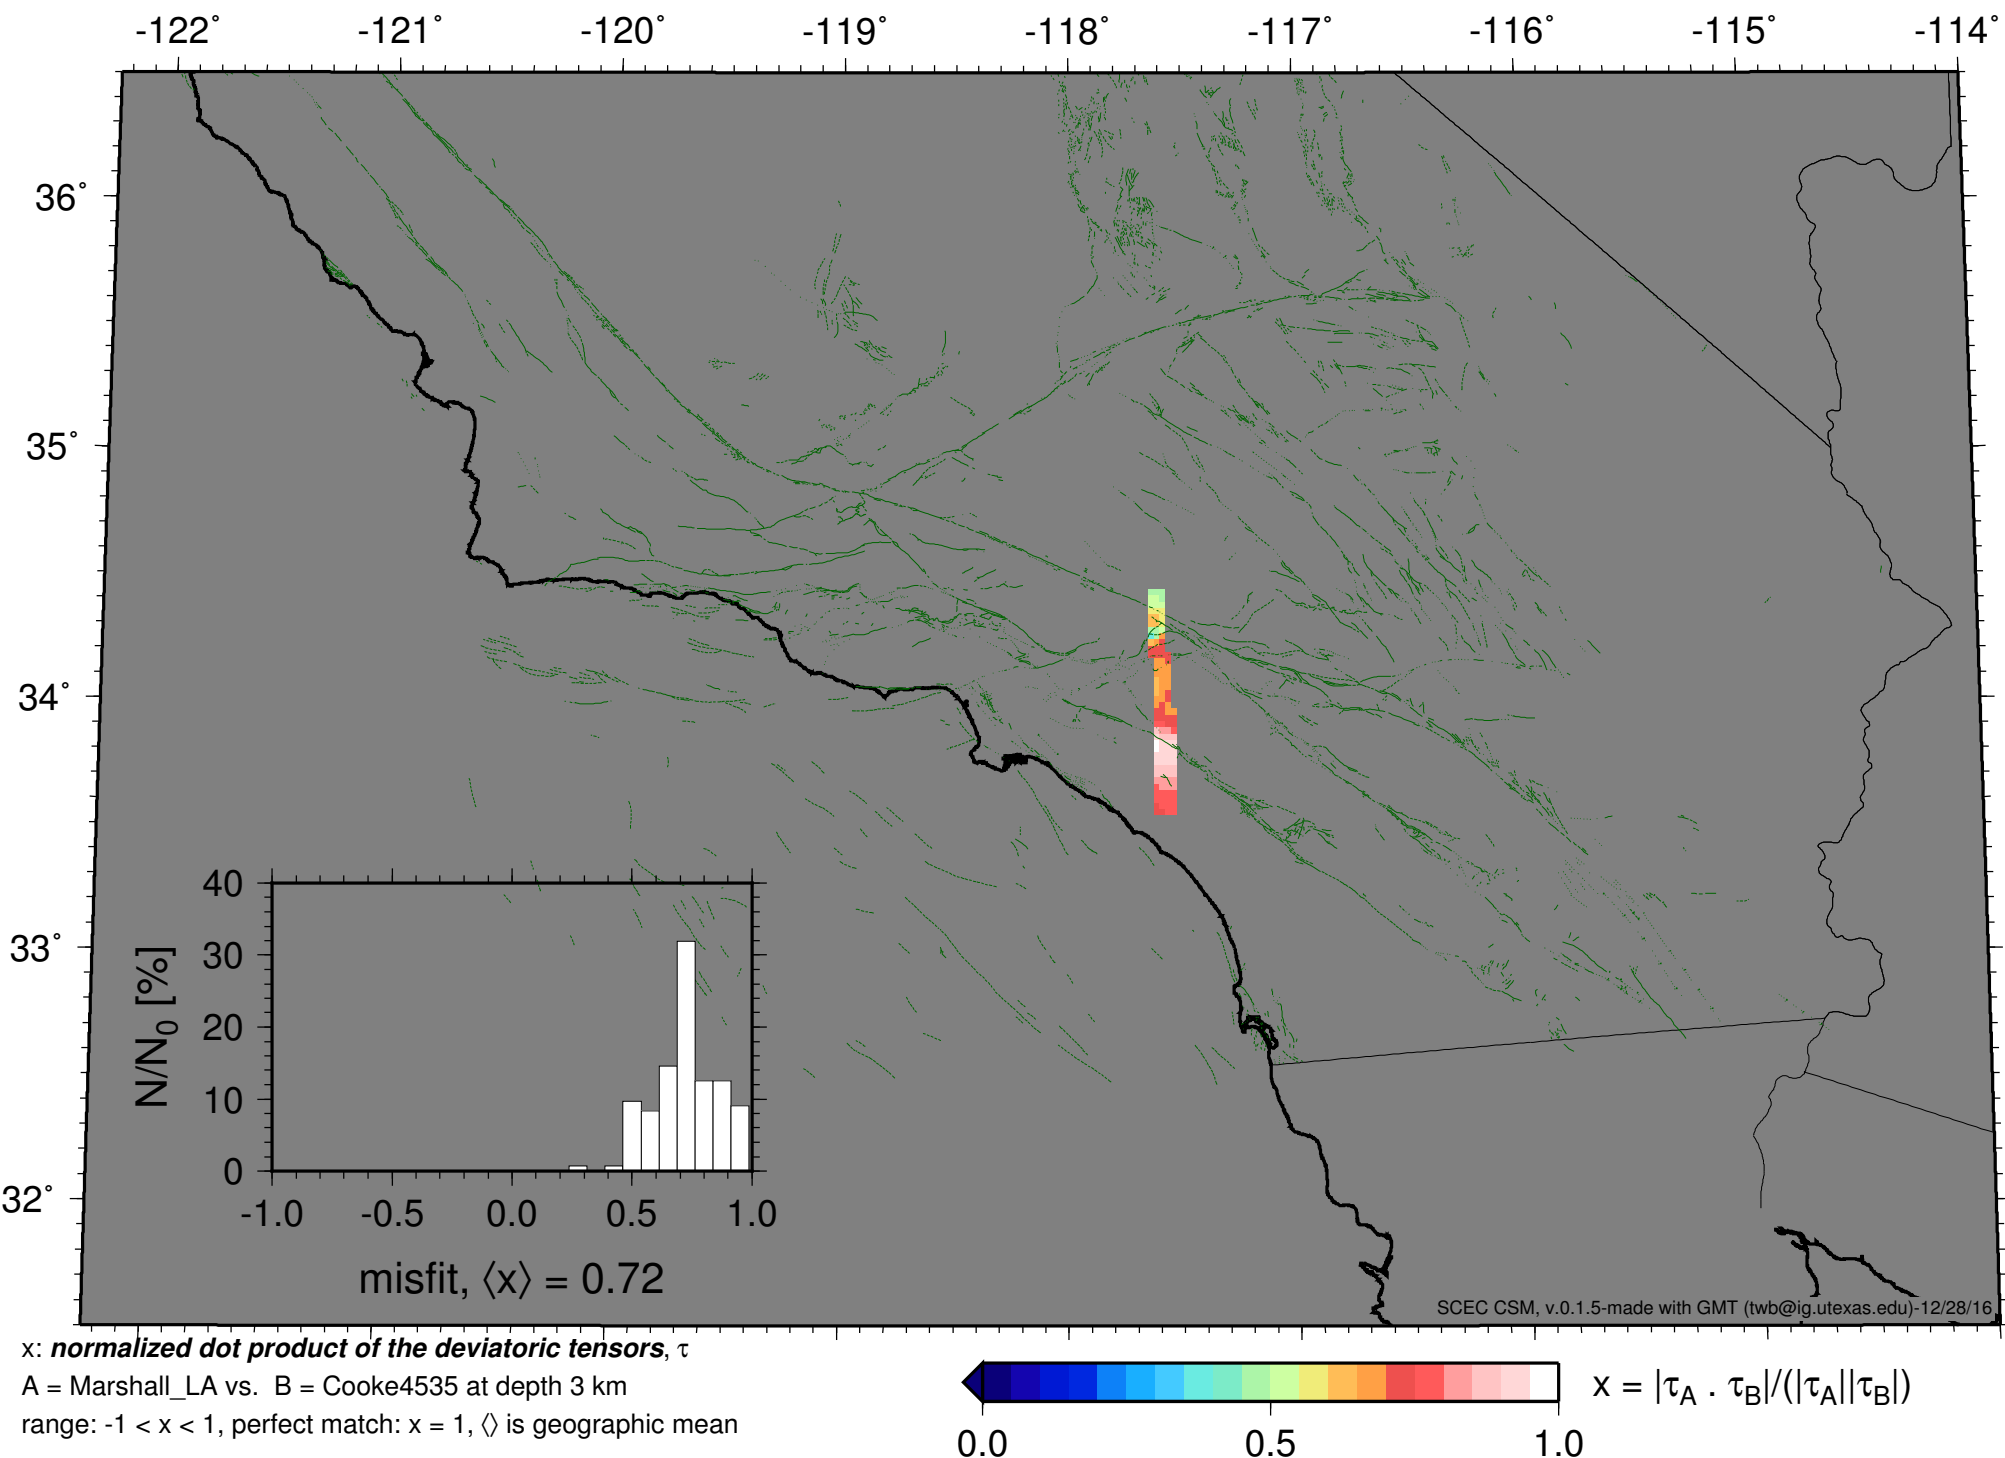 -122° -121° -120° -119° -118° -117° -116° -115° -114°
36°
35°
34°
33°
32°
40
30
20
10
0
N/N0 [%]
-1.0 -0.5 0.0 0.5 1.0
misfit, ⟨x⟩ = 0.72
SCEC CSM, v.0.1.5-made with GMT (twb@ig.utexas.edu)-12/28/16
x: normalized dot product of the deviatoric tensors, τ
A = Marshall_LA vs. B = Cooke4535 at depth 3 km
range: -1 < x < 1, perfect match: x = 1, ⟨⟩ is geographic mean
x = |τA . τB|/(|τA||τB|)
0.0 0.5 1.0